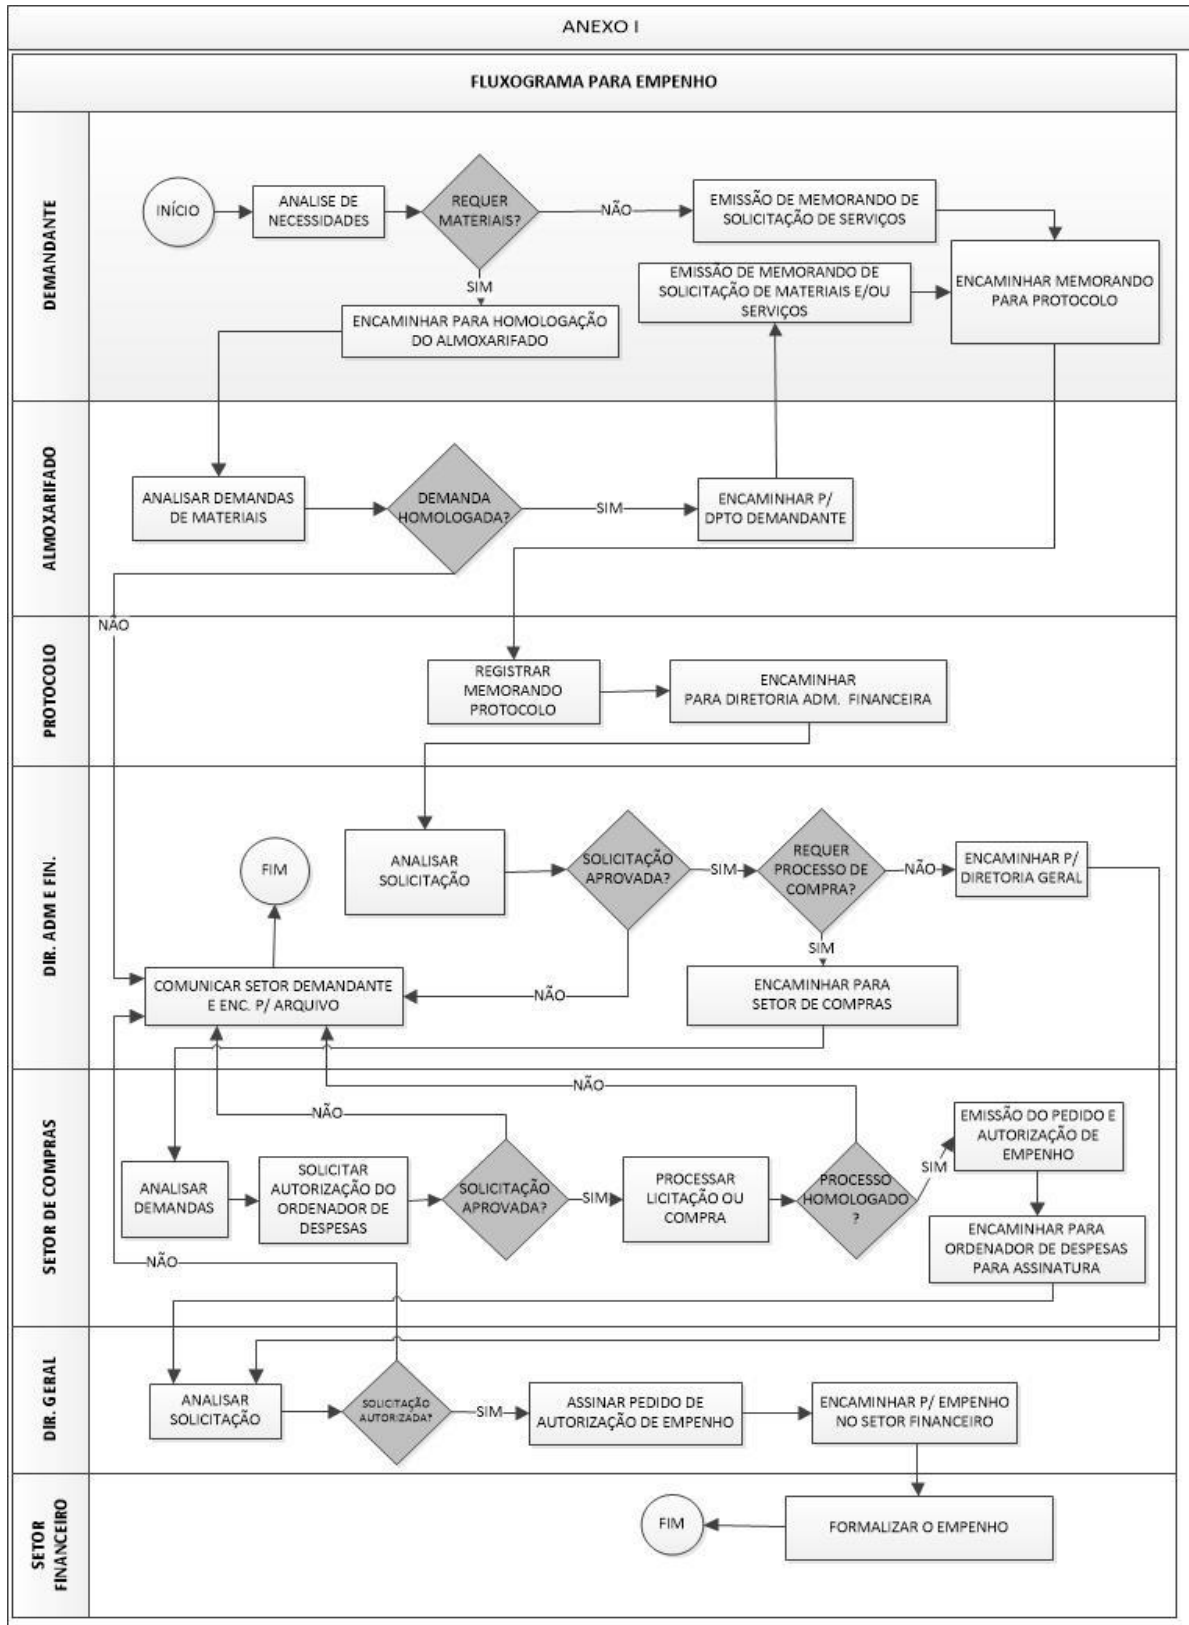 ANEXO I
FLUXOGRAMA PARA EMPENHO
DEMANDANTE
INÍCIO
ANALISE DE
NECESSIDADES
REQUER
MATERIAIS?
NÃO
EMISSÃO DE MEMORANDO DE
SOLICITAÇÃO DE SERVIÇOS
SIM
EMISSÃO DE MEMORANDO DE
SOLICITAÇÃO DE MATERIAIS E/OU
SERVIÇOS
ENCAMINHAR MEMORANDO
PARA PROTOCOLO
ENCAMINHAR PARA HOMOLOGAÇÃO
DO ALMOXARIFADO
ALMOXARIFADO
ANALISAR DEMANDAS
DE MATERIAIS
DEMANDA
HOMOLOGADA?
SIM
ENCAMINHAR P/
DPTO DEMANDANTE
NÃO
PROTOCOLO
REGISTRAR
MEMORANDO
PROTOCOLO
ENCAMINHAR
PARA DIRETORIA ADM. FINANCEIRA
DIR. ADM E FIN.
FIM
ANALISAR
SOLICITAÇÃO
SOLICITAÇÃO
APROVADA?
SIM
REQUER
PROCESSO DE
COMPRA?
NÃO
ENCAMINHAR P/
DIRETORIA GERAL
SIM
COMUNICAR SETOR DEMANDANTE
E ENC. P/ ARQUIVO
NÃO
ENCAMINHAR PARA
SETOR DE COMPRAS
SETOR DE COMPRAS
NÃO
NÃO
ANALISAR
DEMANDAS
SOLICITAR
AUTORIZAÇÃO DO
ORDENADOR DE
DESPESAS
SOLICITAÇÃO
APROVADA?
SIM
PROCESSAR
LICITAÇÃO OU
COMPRA
PROCESSO
HOMOLOGADO
?
SIM
EMISSÃO DO PEDIDO E
AUTORIZAÇÃO DE
EMPENHO
ENCAMINHAR PARA
ORDENADOR DE DESPESAS
PARA ASSINATURA
NÃO
DIR. GERAL
ANALISAR
SOLICITAÇÃO
SOLICITAÇÃO
AUTORIZADA?
SIM
ASSINAR PEDIDO DE
AUTORIZAÇÃO DE EMPENHO
ENCAMINHAR P/ EMPENHO
NO SETOR FINANCEIRO
SETOR
FINANCEIRO
FIM
FORMALIZAR O EMPENHO